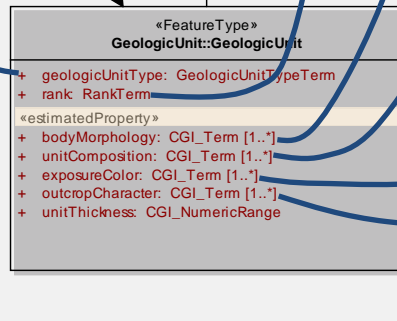 «FeatureType»
GeologicUnit::GeologicUnit
+ geologicUnitType: GeologicUnitTypeTerm
+ rank: RankTerm
«estimatedProperty»
+ bodyMorphology: CGI_Term [1..*]
+ unitComposition: CGI_Term [1..*]
+ exposureColor: CGI_Term [1..*]
+ outcropCharacter: CGI_Term [1..*]
+ unitThickness: CGI_NumericRange